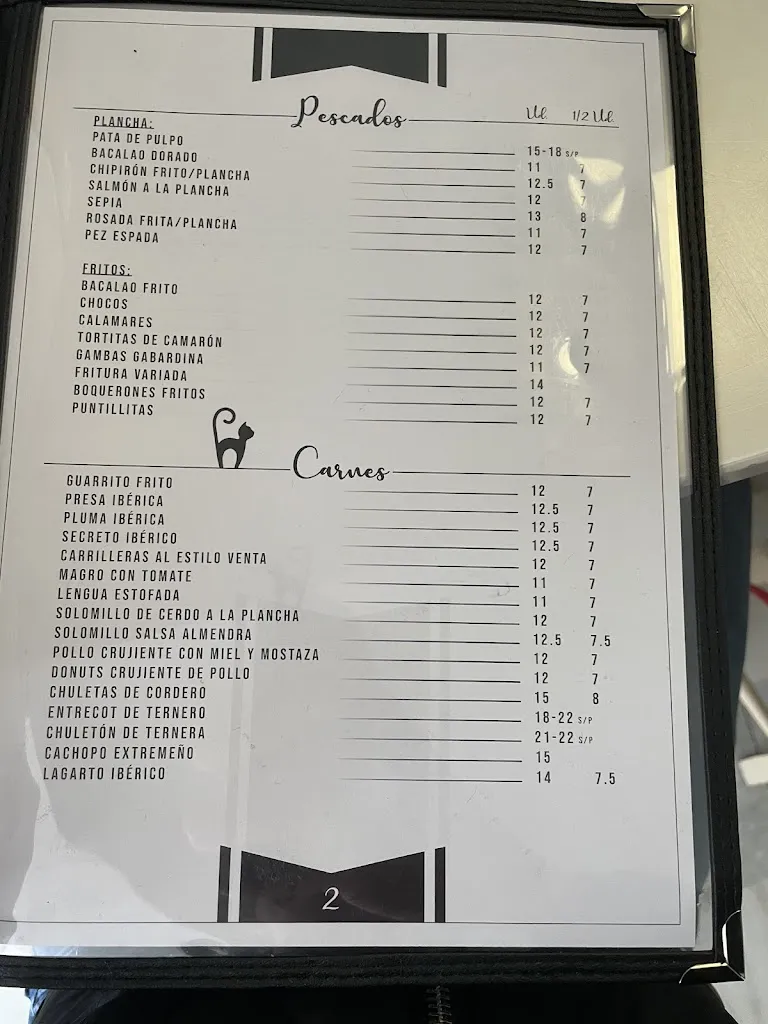 Pescados Ud. 1/2 Ud.
PLANCHA:
PATA DE PULPO 15-18 S/P
BACALAO DORADO 11 7
CHIPIRÓN FRITO/PLANCHA 12.5 7
SALMÓN A LA PLANCHA 12 7
SEPIA 13 8
ROSADA FRITA/PLANCHA 11 7
PEZ ESPADA 12 7
FRITOS:
BACALAO FRITO 12 7
CHOCOS 12 7
CALAMARES 12 7
TORTITAS DE CAMARÓN 12 7
GAMBAS GABARDINA 11 7
FRITURA VARIADA 14
BOQUERONES FRITOS 12 7
PUNTILLITAS 12 7
Carnes
GUARRITO FRITO 12 7
PRESA IBÉRICA 12.5 7
PLUMA IBÉRICA 12.5 7
SECRETO IBÉRICO 12.5 7
CARRILLERAS AL ESTILO VENTA 12 7
MAGRO CON TOMATE 11 7
LENGUA ESTOFADA 11 7
SOLOMILLO DE CERDO A LA PLANCHA 12 7
SOLOMILLO SALSA ALMENDRA 12.5 7.5
POLLO CRUJIENTE CON MIEL Y MOSTAZA 12 7
DONUTS CRUJIENTE DE POLLO 12 7
CHULETAS DE CORDERO 15 8
ENTRECOT DE TERNERO 18-22 S/P
CHULETÓN DE TERNERA 21-22 S/P
CACHOPO EXTREMEÑO 15
LAGARTO IBÉRICO 14 7.5
2